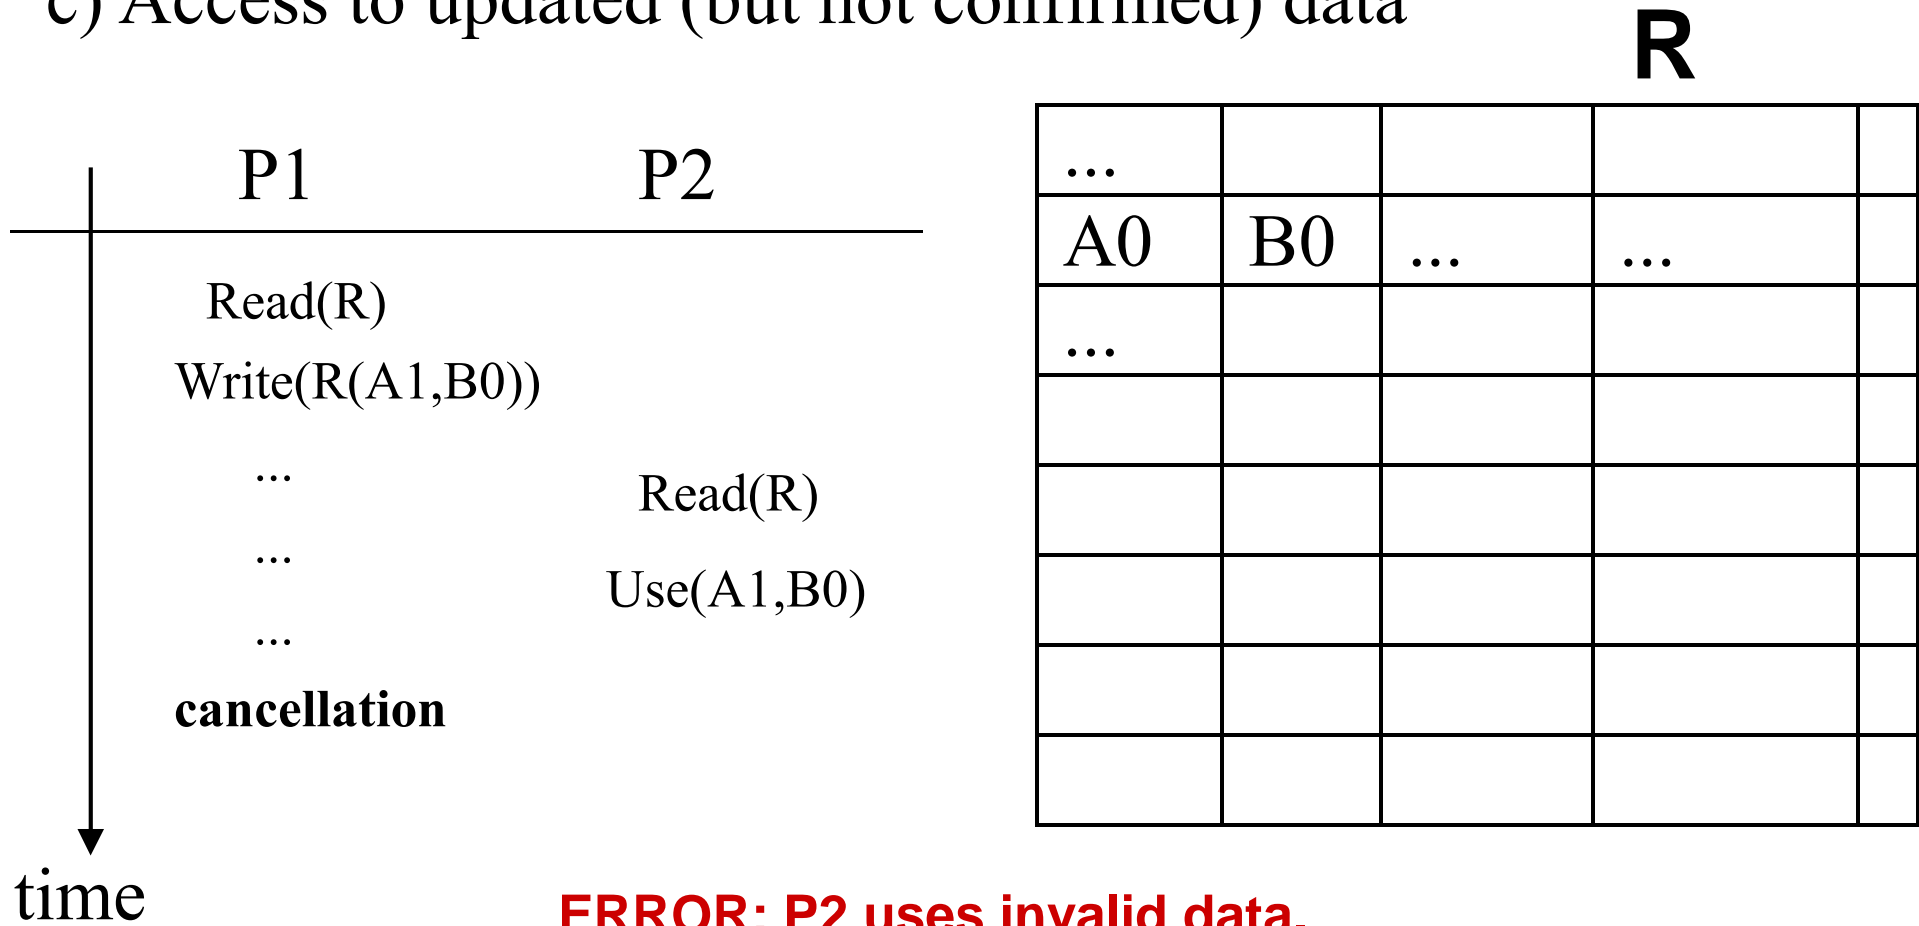 c) Access to updated (but not confirmed) data
R
P1 P2
Read(R)
Write(R(A1,B0))
...
Read(R)
...
Use(A1,B0)
...
cancellation
time
...
A0 B0 ... ...
...
ERROR: P2 uses invalid data.